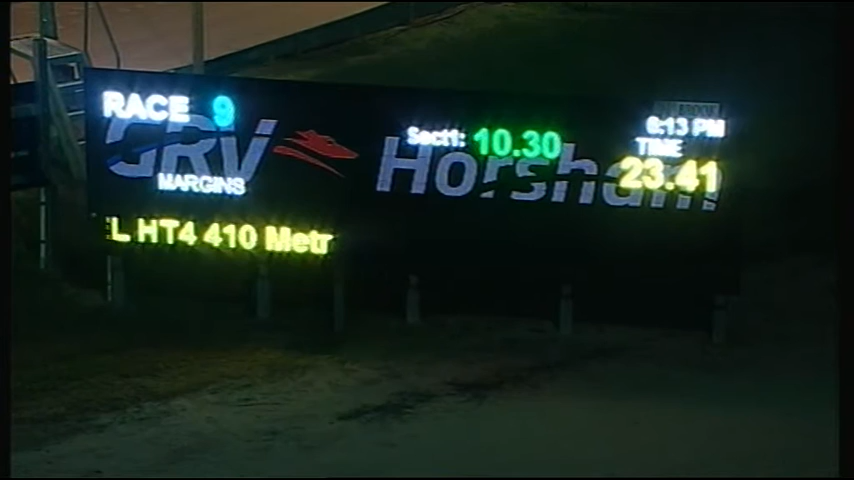 RACE 9
GRV
MARGINS
Sect1: 10.30
Horsham
6:13 PM
TIME
23.41
L HT4 410 Metr